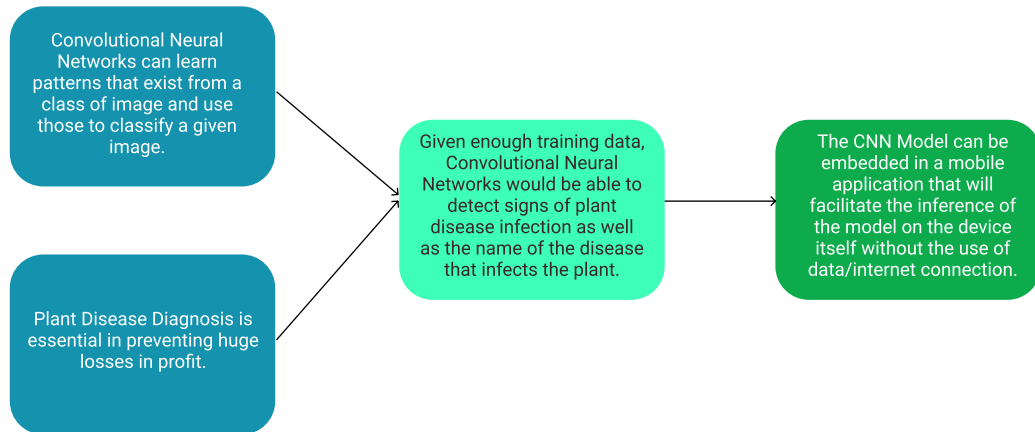 Convolutional Neural
Networks can learn
patterns that exist from a
class of image and use
those to classify a given
image.
Plant Disease Diagnosis is
essential in preventing huge
losses in profit.
Given enough training data,
Convolutional Neural
Networks would be able to
detect signs of plant
disease infection as well
as the name of the disease
that infects the plant.
The CNN Model can be
embedded in a mobile
application that will
facilitate the inference of
the model on the device
itself without the use of
data/internet connection.